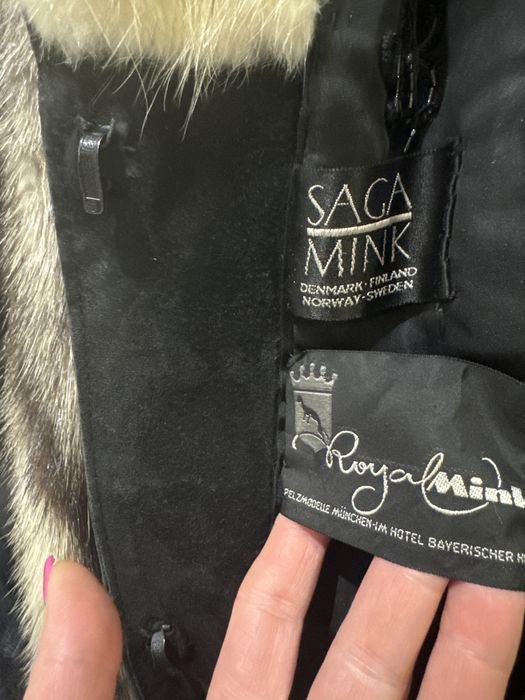 SAGA
MINK
DENMARK·FINLAND
NORWAY-SWEDEN
Royal Mink
PELZMODELLE MÜNCHEN·IM HOTEL BAYERISCHER